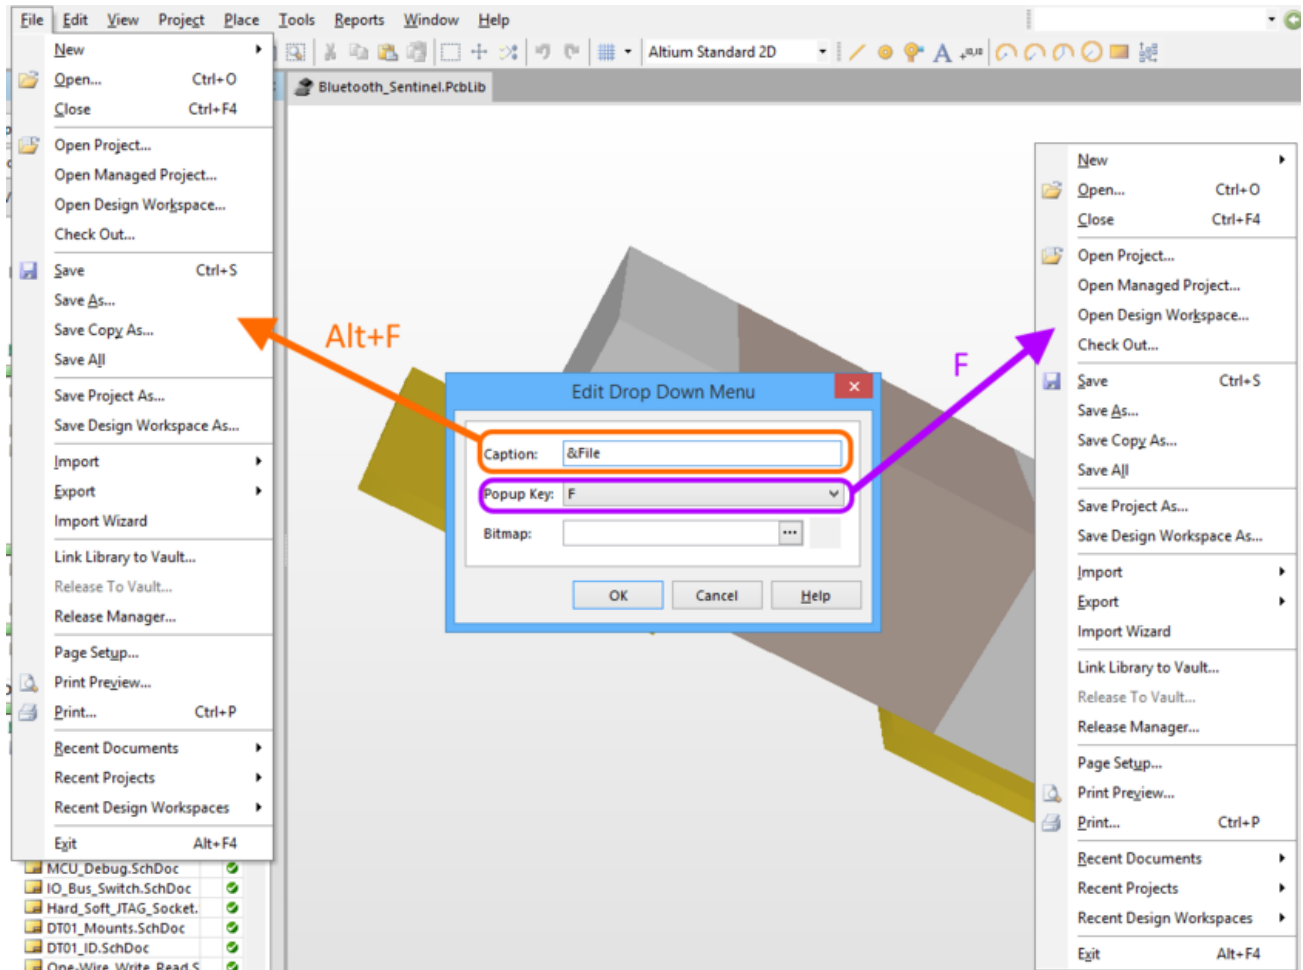 File Edit View Project Place Tools Reports Window Help
Altium Standard 2D
Bluetooth_Sentinel.PcbLib
New
Open... Ctrl+O
Close Ctrl+F4
Open Project...
Open Managed Project...
Open Design Workspace...
Check Out...
Save Ctrl+S
Save As...
Save Copy As...
Save All
Save Project As...
Save Design Workspace As...
Import
Export
Import Wizard
Link Library to Vault...
Release To Vault...
Release Manager...
Page Setup...
Print Preview...
Print... Ctrl+P
Recent Documents
Recent Projects
Recent Design Workspaces
Exit Alt+F4
MCU_Debug.SchDoc
IO_Bus_Switch.SchDoc
Hard_Soft_JTAG_Socket.
DT01_Mounts.SchDoc
DT01_ID.SchDoc
One-Wire_Write_Read.S
Alt+F
F
Edit Drop Down Menu
Caption: &File
Popup Key: F
Bitmap: ...
OK Cancel Help
New
Open... Ctrl+O
Close Ctrl+F4
Open Project...
Open Managed Project...
Open Design Workspace...
Check Out...
Save Ctrl+S
Save As...
Save Copy As...
Save All
Save Project As...
Save Design Workspace As...
Import
Export
Import Wizard
Link Library to Vault...
Release To Vault...
Release Manager...
Page Setup...
Print Preview...
Print... Ctrl+P
Recent Documents
Recent Projects
Recent Design Workspaces
Exit Alt+F4